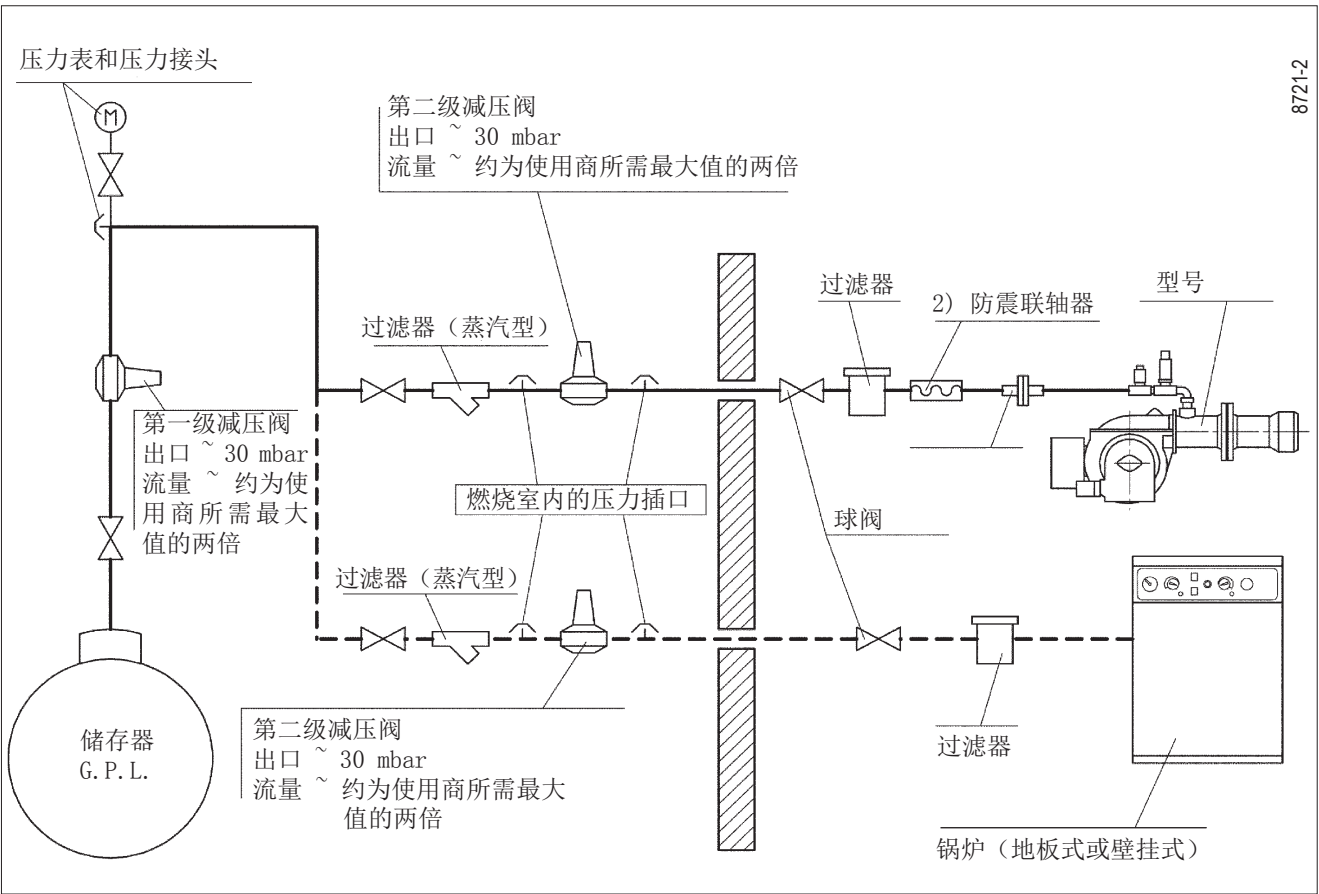 压力表和压力接头
M
8721-2
第二级减压阀
出口 ~ 30 mbar
流量 ~ 约为使用商所需最大值的两倍
过滤器（蒸汽型）
过滤器
2) 防震联轴器
型号
第一级减压阀
出口 ~ 30 mbar
流量 ~ 约为使
用商所需最大
值的两倍
燃烧室内的压力插口
球阀
过滤器（蒸汽型）
储存器
G.P.L.
第二级减压阀
出口 ~ 30 mbar
流量 ~ 约为使用商所需最大
值的两倍
过滤器
锅炉（地板式或壁挂式）